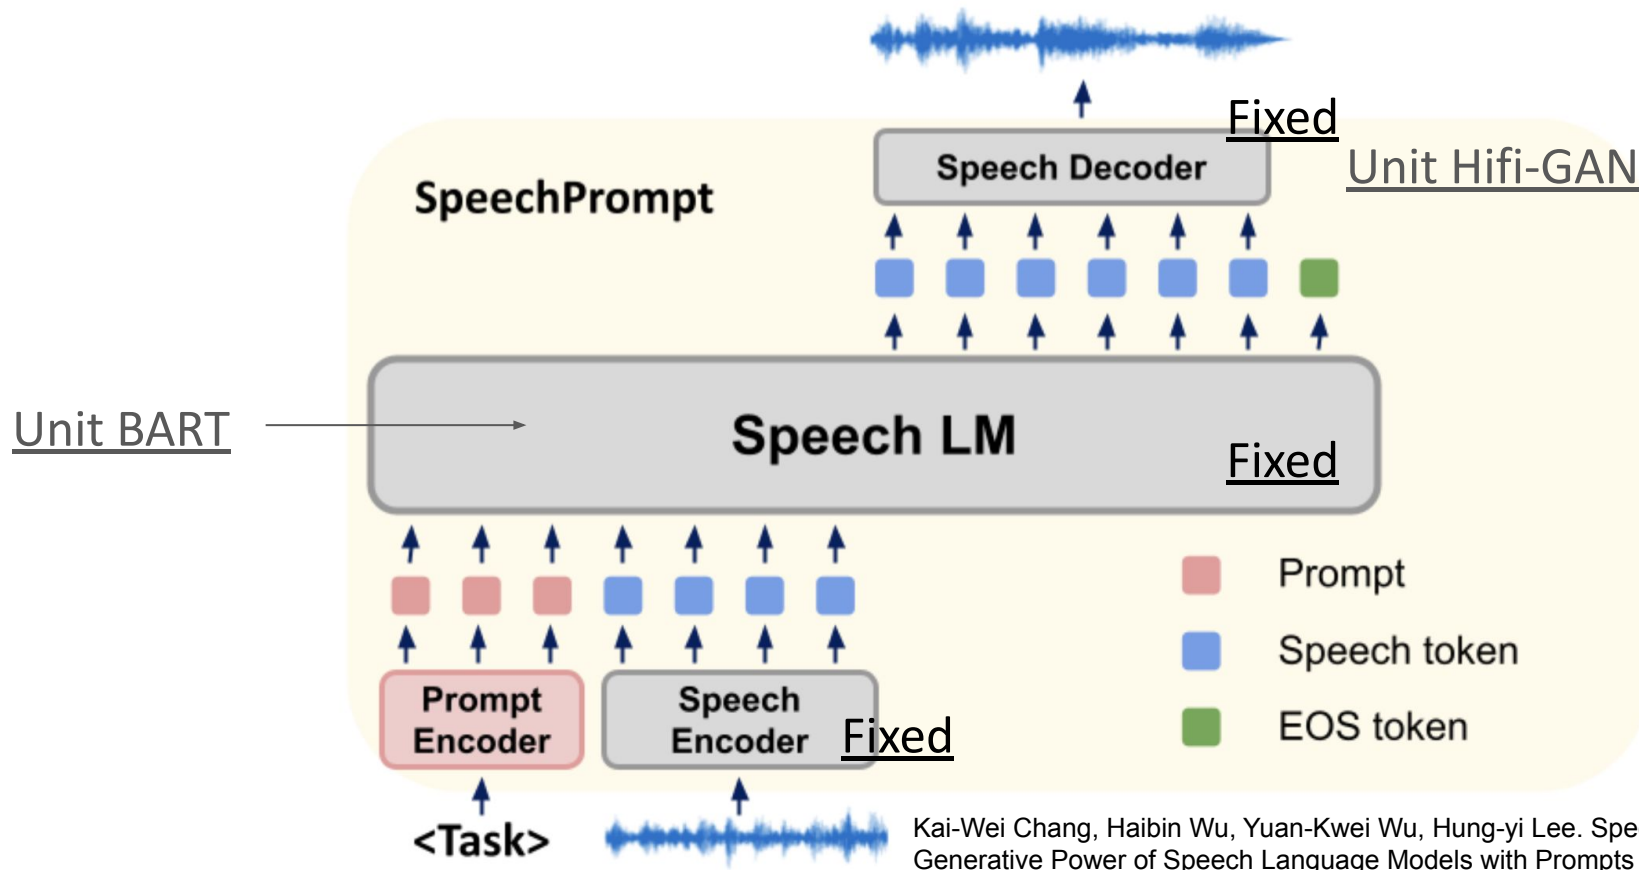 Fixed
Speech Decoder
Unit Hifi-GAN
SpeechPrompt
Unit BART
Speech LM
Fixed
Prompt
Speech token
EOS token
Prompt
Encoder
Speech
Encoder
Fixed
<Task>
Kai-Wei Chang, Haibin Wu, Yuan-Kwei Wu, Hung-yi Lee.
Generative Power of Speech Language Models with Prompts